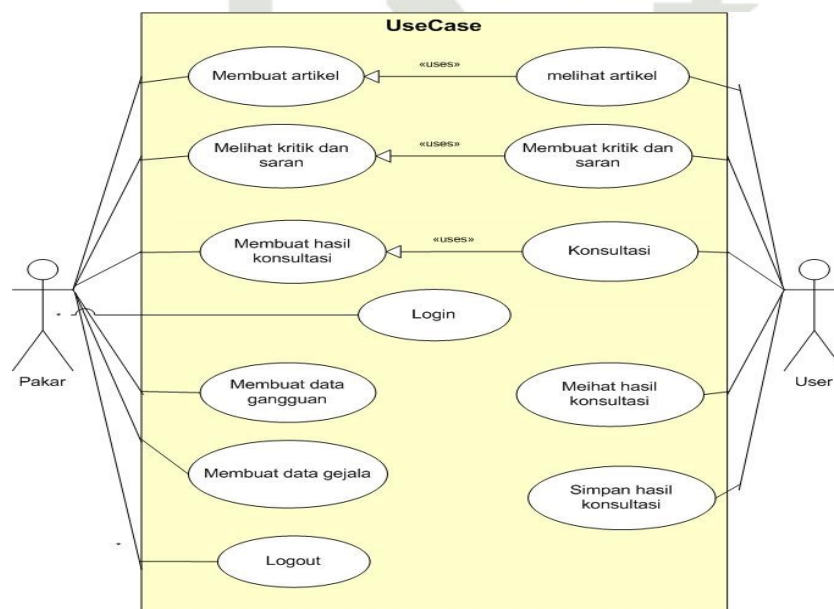 UseCase
Membuat artikel
«uses»
melihat artikel
Melihat kritik dan
saran
«uses»
Membuat kritik dan
saran
Membuat hasil
konsultasi
«uses»
Konsultasi
Login
Pakar
User
Membuat data
gangguan
Meihat hasil
konsultasi
Membuat data gejala
Simpan hasil
konsultasi
Logout